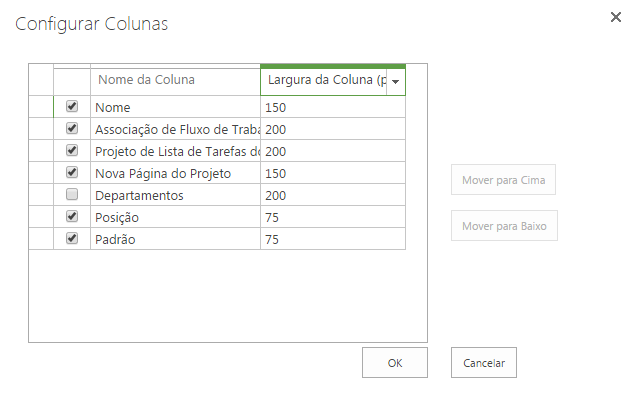 Configurar Colunas
Nome da Coluna Largura da Coluna (p
Nome 150
Associação de Fluxo de Traba 200
Projeto de Lista de Tarefas do 200
Nova Página do Projeto 150
Departamentos 200
Posição 75
Padrão 75
Mover para Cima
Mover para Baixo
OK Cancelar